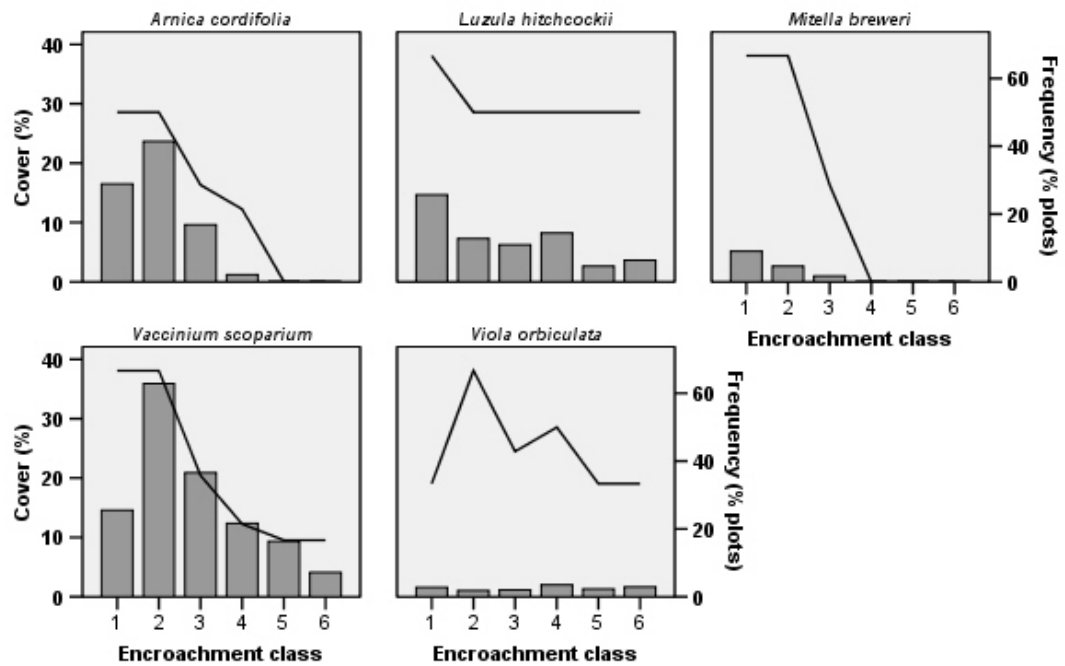 Arnica cordifolia
Luzula hitchcockii
Mitella breweri
40
30
20
10
0
Cover (%)
60
40
20
0
Frequency (% plots)
1 2 3 4 5 6
Encroachment class
Vaccinium scoparium
Viola orbiculata
40
30
20
10
0
Cover (%)
60
40
20
0
Frequency (% plots)
1 2 3 4 5 6
1 2 3 4 5 6
Encroachment class
Encroachment class